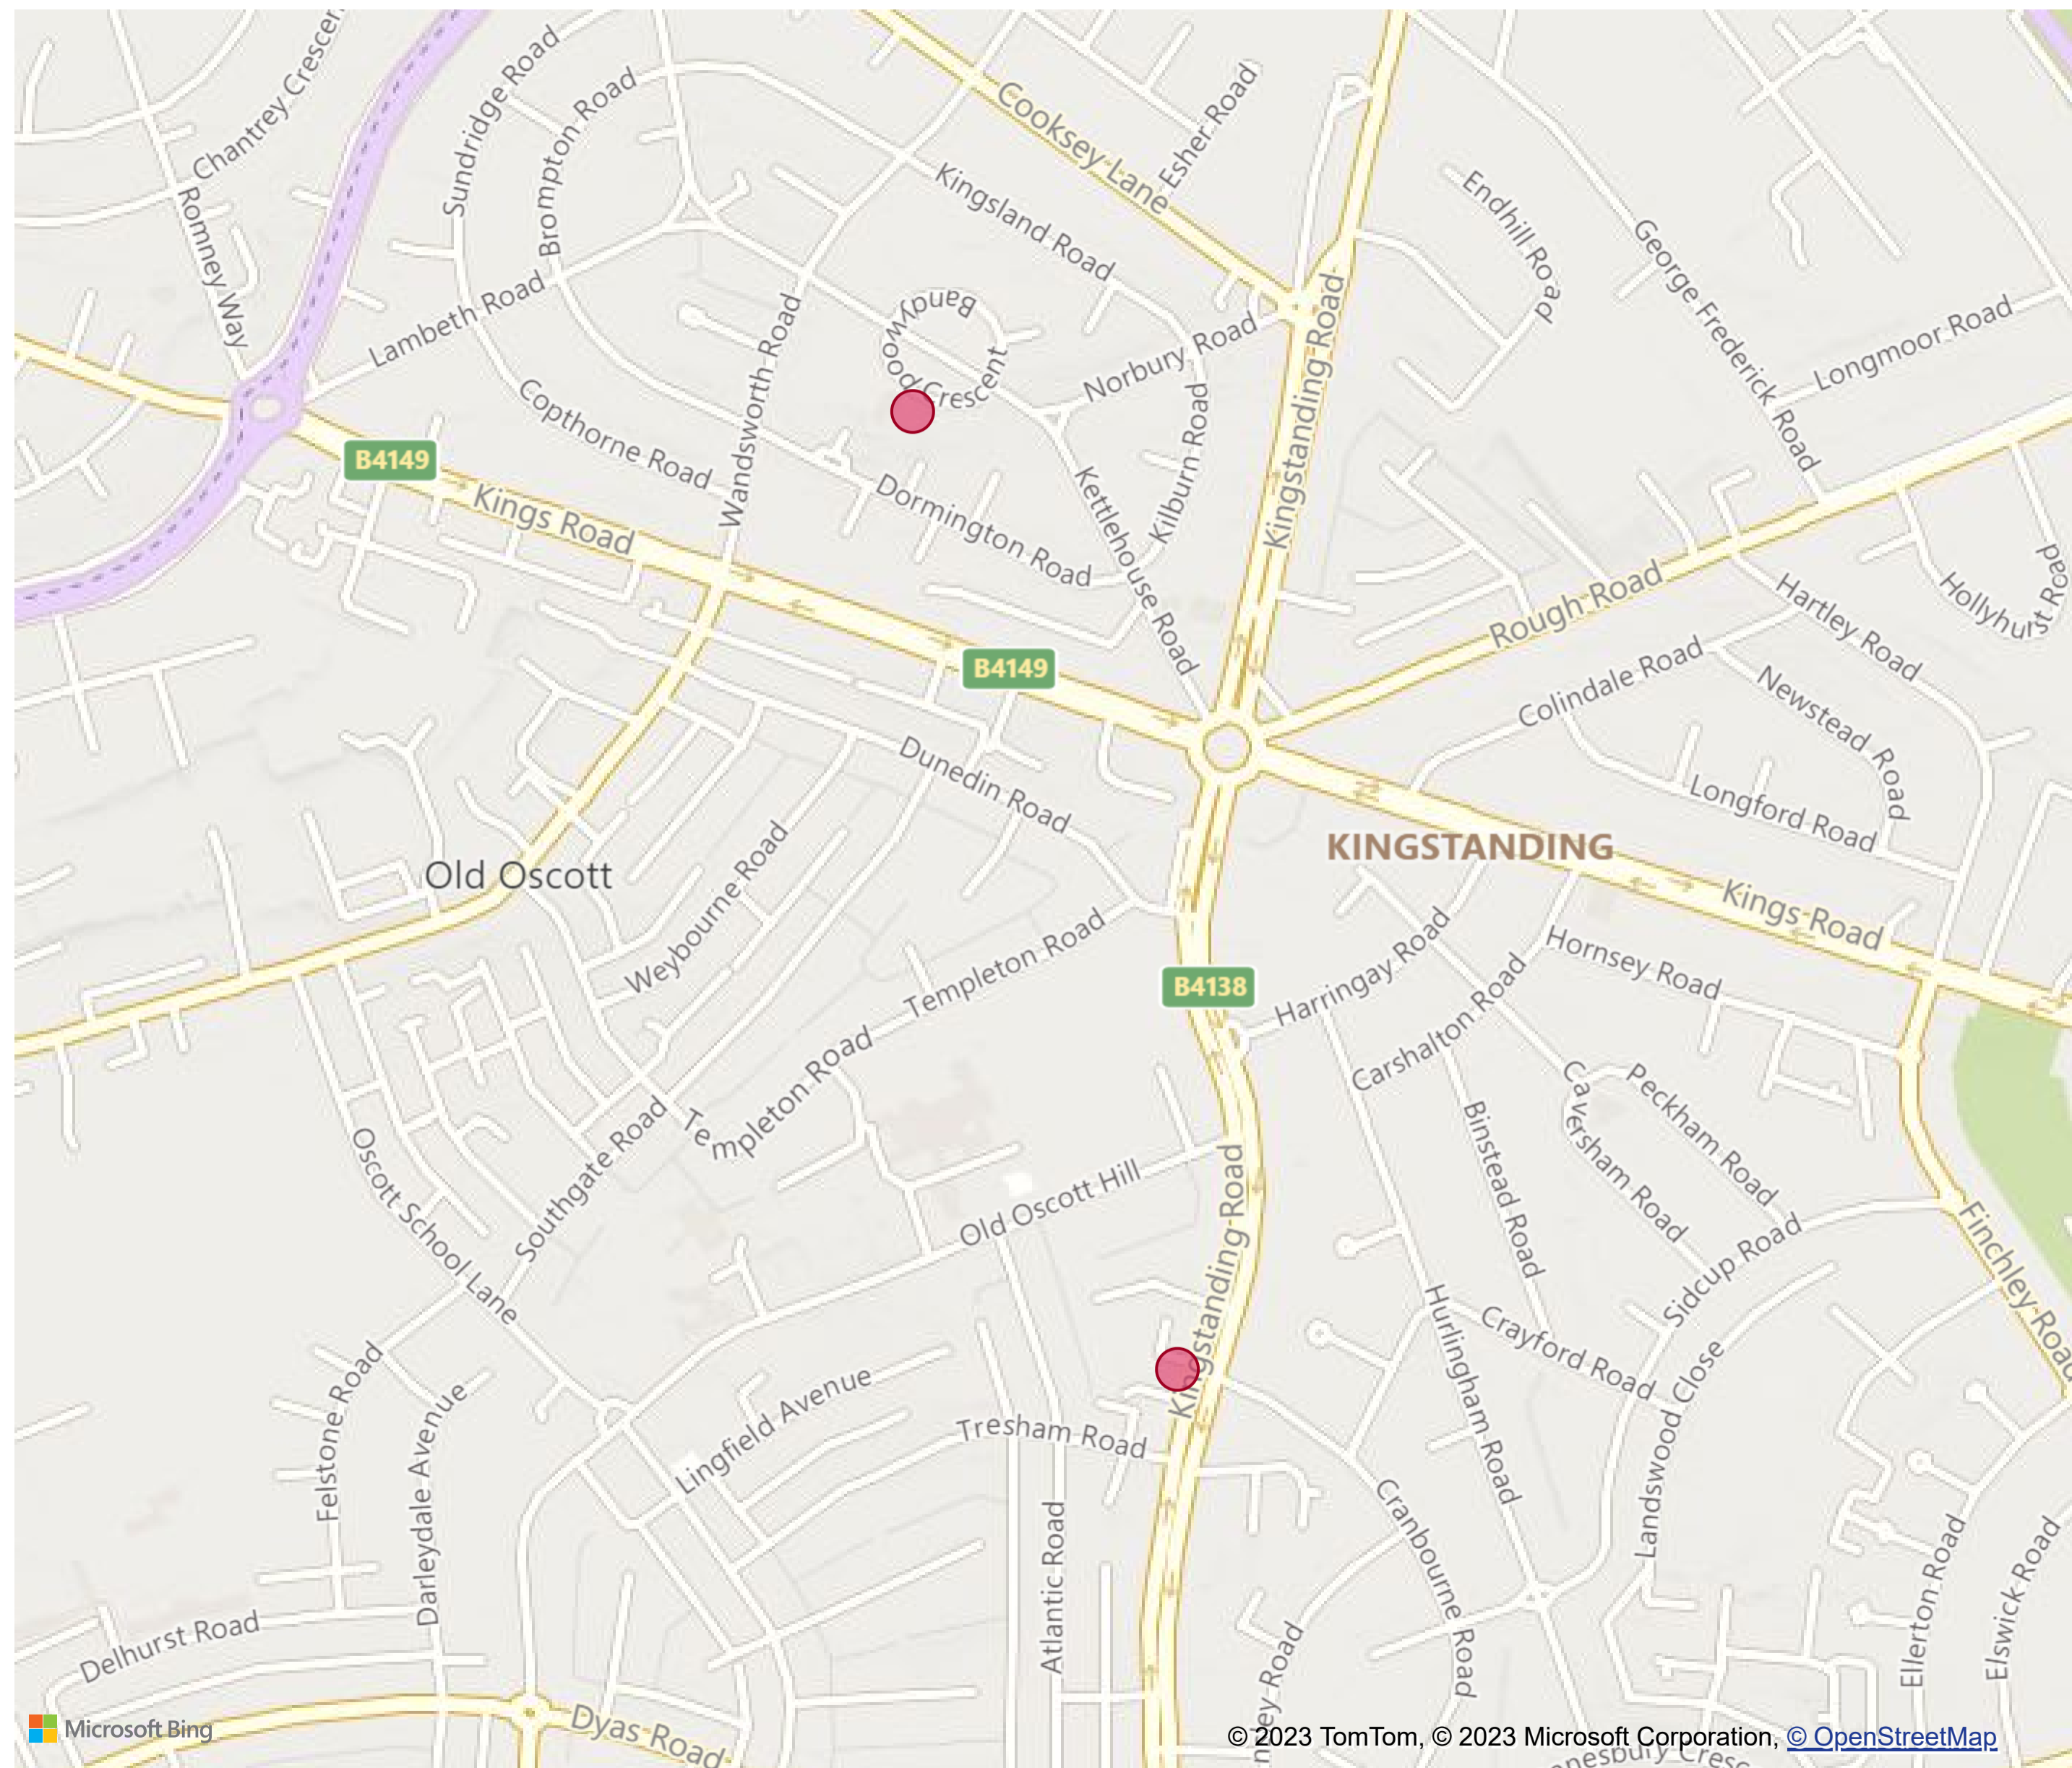 Chantrey Crescen
Sundridge Road
Brompton Road
Cooksey Lane
Esher Road
Romney Way
Kingsland Road
Endhill Road
George Frederick Road
Lambeth Road
Bandywood Crescent
Wandsworth Road
Norbury Road
Kingstanding Road
Longmoor Road
Copthorne Road
Kilburn Road
B4149
Kings Road
Dormington Road
Kettlehouse Road
Rough Road
Hartley Road
Hollyhurst Road
B4149
Colindale Road
Newstead Road
Dunedin Road
Longford Road
KINGSTANDING
Old Oscott
Weybourne Road
Kings Road
Templeton Road
Harringay Road
Hornsey Road
B4138
Carshalton Road
Templeton Road
Caversham Road
Peckham Road
Binstead Road
Oscott School Lane
Southgate Road
Old Oscott Hill
Kingstanding Road
Sidcup Road
Finchley Road
Hurlingham Road
Crayford Road
Felstone Road
Darleydale Avenue
Lingfield Avenue
Tresham Road
Landswood Close
Cranbourne Road
Atlantic Road
Ellerton Road
Elswick Road
Delhurst Road
nley Road
Dyas Road
nesbury Cresc
Microsoft Bing
© 2023 TomTom, © 2023 Microsoft Corporation, © OpenStreetMap